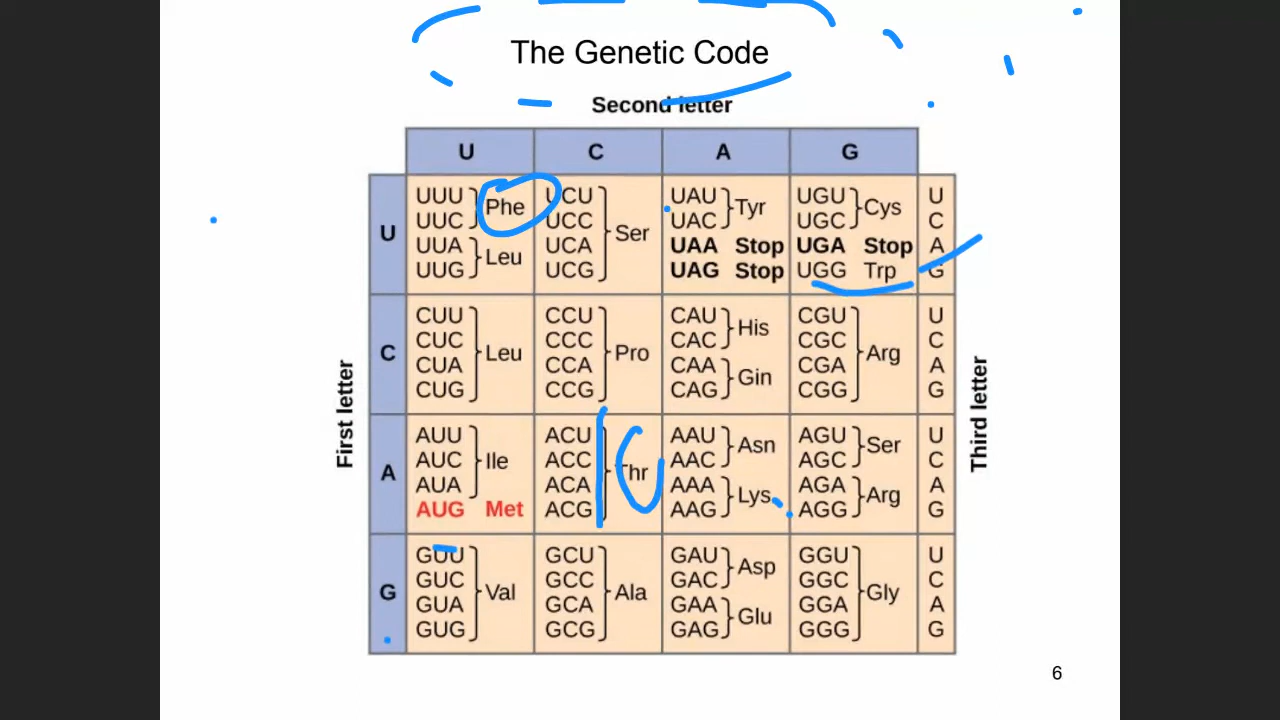 The Genetic Code
Second letter
U C A G
First letter
Third letter
U
UUU
UUC
Phe
UUA
UUG
Leu
UCU
UCC
UCA
UCG
Ser
UAU
UAC
Tyr
UAA Stop
UAG Stop
UGU
UGC
Cys
UGA Stop
UGG Trp
U
C
A
G
C
CUU
CUC
CUA
CUG
Leu
CCU
CCC
CCA
CCG
Pro
CAU
CAC
His
CAA
CAG
Gin
CGU
CGC
CGA
CGG
Arg
U
C
A
G
A
AUU
AUC
AUA
Ile
AUG Met
ACU
ACC
ACA
ACG
Thr
AAU
AAC
Asn
AAA
AAG
Lys
AGU
AGC
Ser
AGA
AGG
Arg
U
C
A
G
G
GUU
GUC
GUA
GUG
Val
GCU
GCC
GCA
GCG
Ala
GAU
GAC
Asp
GAA
GAG
Glu
GGU
GGC
GGA
GGG
Gly
U
C
A
G
6